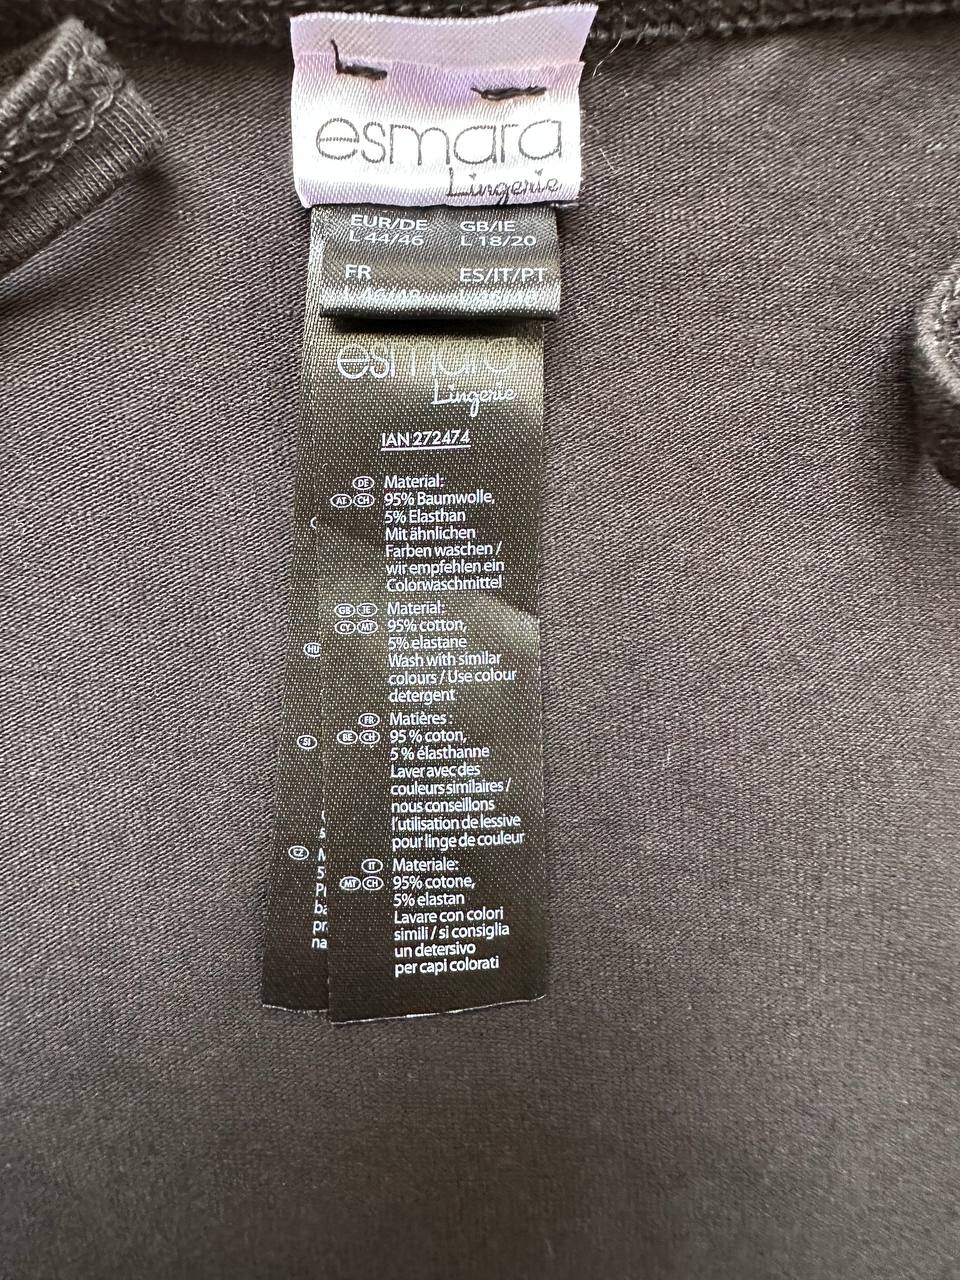 esmara
Lingerie
EUR/DE GB/IE
L 44/46 L 18/20
FR ES/IT/PT
esmara
Lingerie
IAN 272474
DE Material:
AT CH 95% Baumwolle,
5% Elasthan
Mit ähnlichen
Farben waschen /
wir empfehlen ein
Colorwaschmittel
GB IE Material:
CY MT 95% cotton,
5% elastane
Wash with similar
colours / Use colour
detergent
FR Matières :
BE CH 95 % coton,
5 % élasthanne
Laver avec des
couleurs similaires /
nous conseillons
l'utilisation de lessive
pour linge de couleur
IT Materiale:
MT CH 95% cotone,
5% elastan
Lavare con colori
simili / si consiglia
un detersivo
per capi colorati
HU
SI
CZ